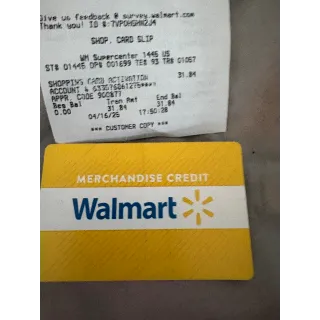 Give us feedback @ survey.walmart.com
Thank you! ID #:
SHOP. CARD SLIP
WM Supercenter 1445 US
ST# 01445 OP# 001699 TE# 93 TR# 01057
SHOPPING CARD ACTIVATION 31.84
ACCOUNT #
APPR. CODE
Beg Bal Tran Amt End Bal
0.00 31.84 31.84
04/16/25 17:50:28
*** CUSTOMER COPY ***
MERCHANDISE CREDIT
Walmart